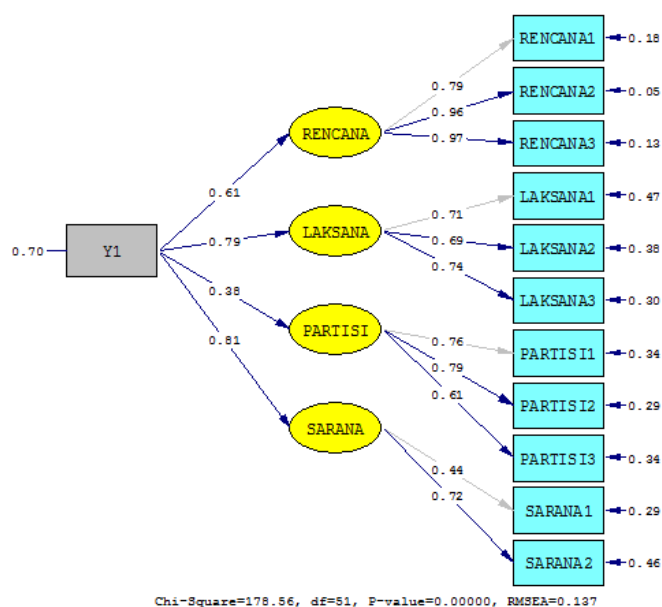 RENCANA1
0.18
0.79
RENCANA2
0.05
0.96
RENCANA
0.97
RENCANA3
0.13
0.61
LAKSANA1
0.47
0.71
LAKSANA
0.69
LAKSANA2
0.38
0.70
Y1
0.79
0.74
LAKSANA3
0.30
0.38
PARTISI
0.76
PARTISI1
0.34
0.81
0.79
PARTISI2
0.29
0.61
SARANA
PARTISI3
0.34
0.44
SARANA1
0.29
0.72
SARANA2
0.46
Chi-Square=178.56, df=51, P-value=0.00000, RMSEA=0.137